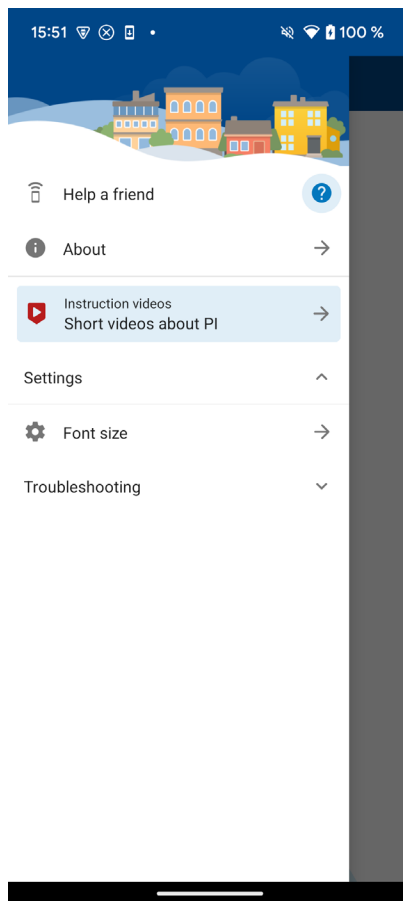 15:51
100 %
Help a friend
About
Instruction videos
Short videos about PI
Settings
Font size
Troubleshooting